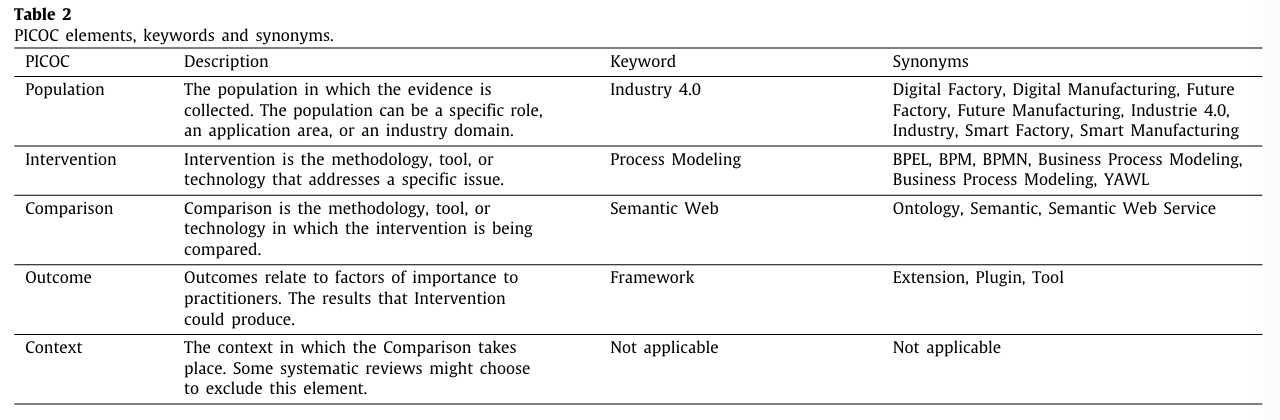 Table 2
PICOC elements, keywords and synonyms.
PICOC Description Keyword Synonyms
Population The population in which the evidence is collected. The population can be a specific role, an application area, or an industry domain. Industry 4.0 Digital Factory, Digital Manufacturing, Future Factory, Future Manufacturing, Industrie 4.0, Industry, Smart Factory, Smart Manufacturing
Intervention Intervention is the methodology, tool, or technology that addresses a specific issue. Process Modeling BPEL, BPM, BPMN, Business Process Modeling, Business Process Modeling, YAWL
Comparison Comparison is the methodology, tool, or technology in which the intervention is being compared. Semantic Web Ontology, Semantic, Semantic Web Service
Outcome Outcomes relate to factors of importance to practitioners. The results that Intervention could produce. Framework Extension, Plugin, Tool
Context The context in which the Comparison takes place. Some systematic reviews might choose to exclude this element. Not applicable Not applicable